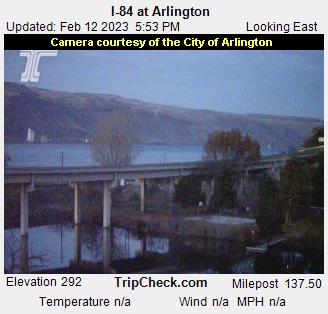 I-84 at Arlington
Updated: Feb 12 2023 5:53 PM Looking East
Camera courtesy of the City of Arlington
Elevation 292 TripCheck.com Milepost 137.50
Temperature n/a Wind n/a MPH n/a